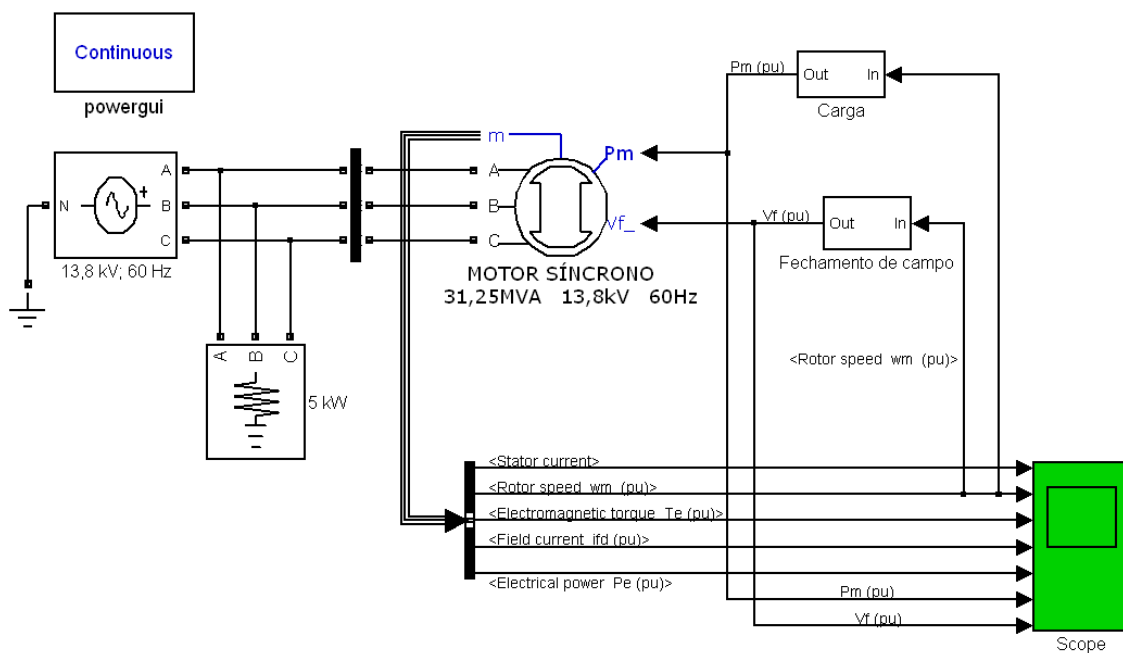 Continuous
powergui
N
A
B
C
13,8 kV; 60 Hz
A
B
C
5 kW
m
A
B
C
Pm
Vf_
MOTOR SÍNCRONO
31,25MVA 13,8kV 60Hz
Pm (pu)
Out
In
Carga
Vf (pu)
Out
In
Fechamento de campo
<Rotor speed wm (pu)>
<Stator current>
<Rotor speed wm (pu)>
<Electromagnetic torque Te (pu)>
<Field current ifd (pu)>
<Electrical power Pe (pu)>
Pm (pu)
Vf (pu)
Scope